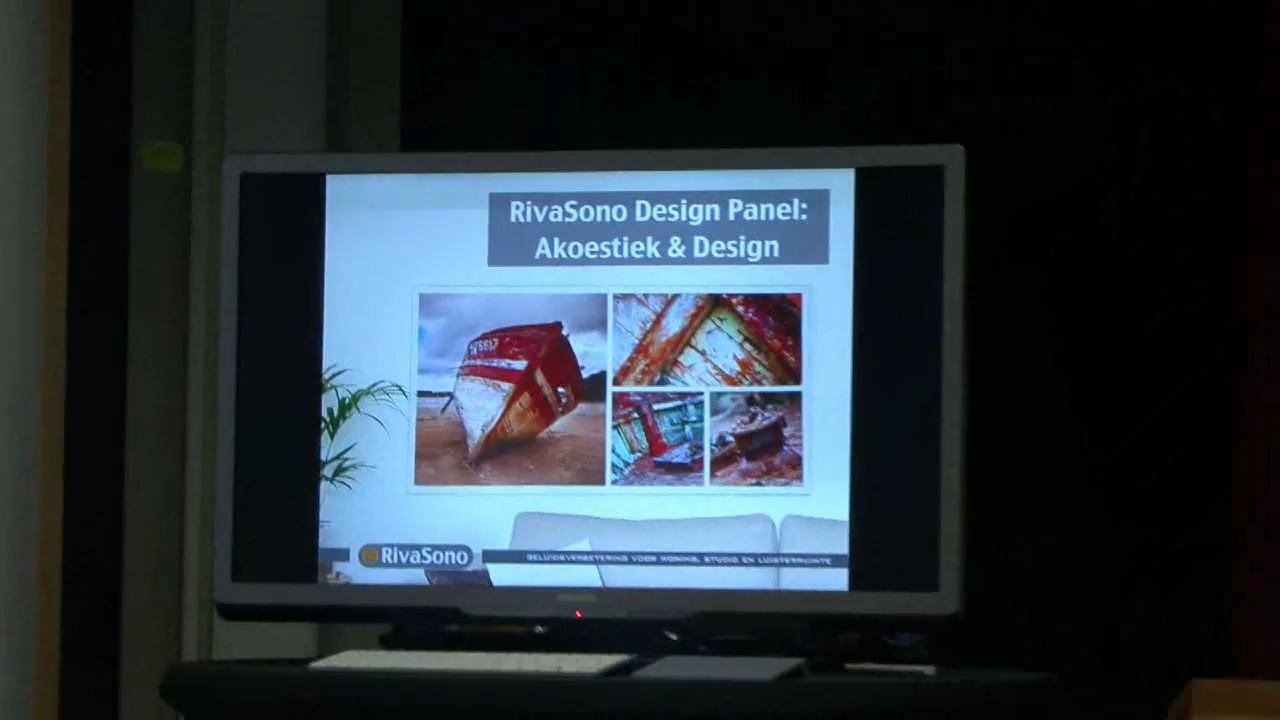 RivaSono Design Panel:
Akoestiek & Design
RivaSono
GELUIDSVERBETERING VOOR WONING, STUDIO EN LUISTERRUIMTE